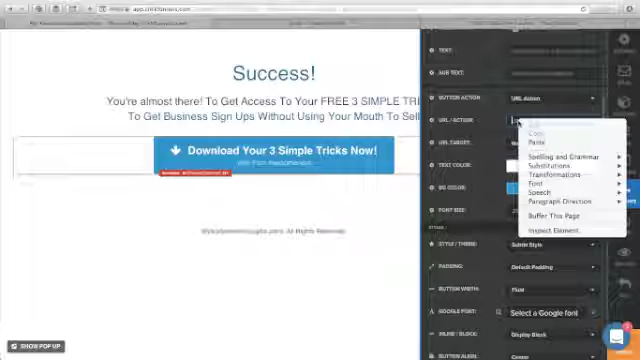 Success!
You're almost there! To Get Access To Your FREE 3 SIMPLE TRI
To Get Business Sign Ups Without Using Your Mouth To Sell
Download Your 3 Simple Tricks Now!
SHOW POP UP
TEXT:
SUB TEXT:
BUTTON ACTION
URL Action
URL / ACTION:
URL TARGET:
TEXT COLOR:
BG COLOR:
FONT SIZE:
STYLE / THEME:
Subtle Style
PADDING:
Default Padding
BUTTON WIDTH:
Fluid
GOOGLE FONT:
Select a Google font
INLINE / BLOCK:
Display Block
BUTTON ALIGN:
Center
Copy
Paste
Spelling and Grammar
Substitutions
Transformations
Font
Speech
Paragraph Direction
Buffer This Page
Inspect Element